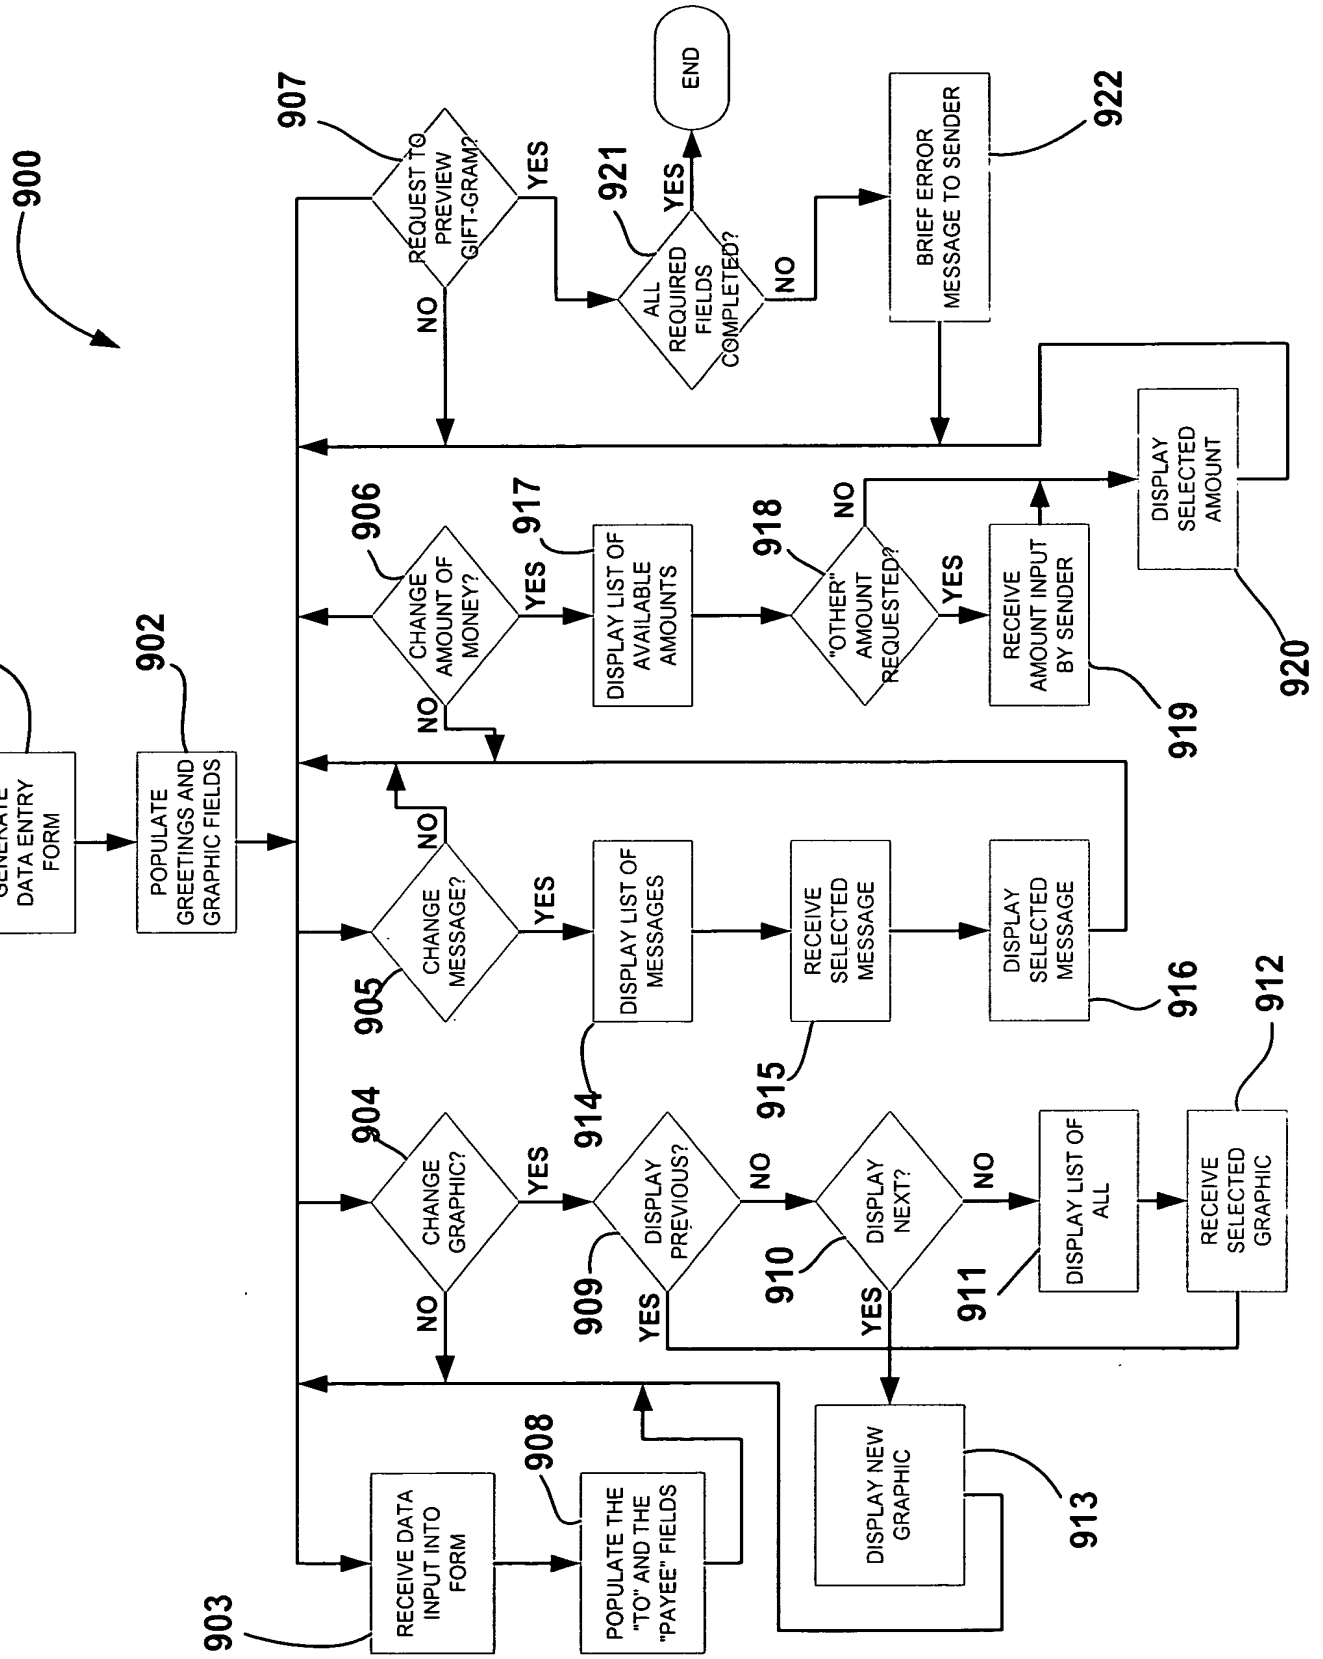 900
GENERATE
DATA ENTRY
FORM
POPULATE
GREETINGS AND
GRAPHIC FIELDS
902
903
RECEIVE DATA
INPUT INTO
FORM
908
POPULATE THE
"TO" AND THE
"PAYEE" FIELDS
904
CHANGE
GRAPHIC?
NO
YES
909
DISPLAY
PREVIOUS?
YES
NO
910
DISPLAY
NEXT?
YES
NO
911
DISPLAY LIST OF
ALL
912
RECEIVE
SELECTED
GRAPHIC
DISPLAY NEW
GRAPHIC
913
905
CHANGE
MESSAGE?
NO
YES
914
DISPLAY LIST OF
MESSAGES
915
RECEIVE
SELECTED
MESSAGE
DISPLAY
SELECTED
MESSAGE
916
906
CHANGE
AMOUNT OF
MONEY?
NO
YES
917
DISPLAY LIST OF
AVAILABLE
AMOUNTS
918
"OTHER"
AMOUNT
REQUESTED?
NO
YES
RECEIVE
AMOUNT INPUT
BY SENDER
919
DISPLAY
SELECTED
AMOUNT
920
907
REQUEST TO
PREVIEW
GIFT-GRAM?
NO
YES
921
ALL
REQUIRED
FIELDS
COMPLETED?
YES
NO
END
BRIEF ERROR
MESSAGE TO SENDER
922